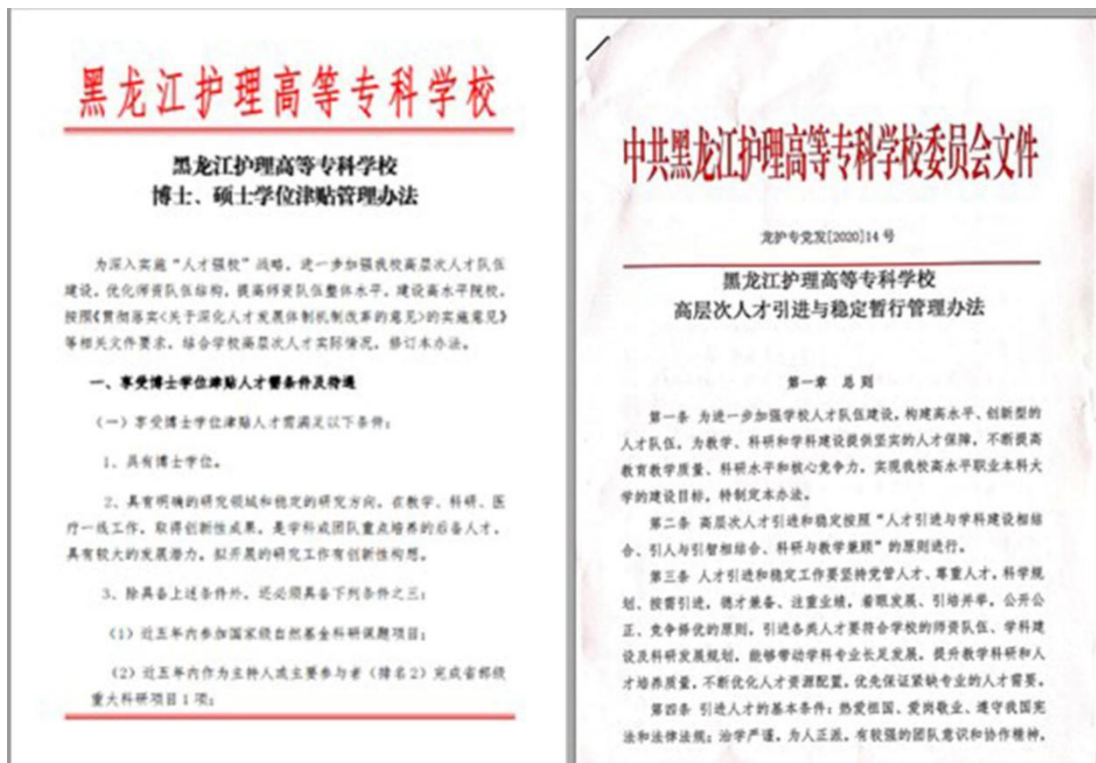 黑龙江护理高等专科学校
黑龙江护理高等专科学校
博士、硕士学位津贴管理办法
为深入实施“人才强校”战略，进一步加强我校高层次人才队伍
建设，优化师资队伍结构，提高师资队伍整体水平，建设高水平院校，
按照《贯彻落实<关于深化人才发展体制机制改革的意见>的实施意见》
等相关文件要求，结合学校高层次人才实际情况，修订本办法。
一、享受博士学位津贴人才需条件及待遇
（一）享受博士学位津贴人才需满足以下条件：
1、具有博士学位。
2、具有明确的研究领域和稳定的研究方向，在教学、科研、医
疗一线工作，取得创新性成果，是学科或团队重点培养的后备人才，
具有较大的发展潜力，拟开展的研究工作有创新性构想。
3、除具备上述条件外，还必须具备下列条件之三：
（1）近五年内参加国家级自然基金科研课题项目；
（2）近五年内作为主持人或主要参与者（排名2）完成省部级
重大科研项目1项；
中共黑龙江护理高等专科学校委员会文件
龙护专党发[2020]14号
黑龙江护理高等专科学校
高层次人才引进与稳定暂行管理办法
第一章 总则
第一条 为进一步加强学校人才队伍建设，构建高水平、创新型的
人才队伍，为教学、科研和学科建设提供坚实的人才保障，不断提高
教育教学质量、科研水平和核心竞争力，实现我校高水平职业本科大
学的建设目标，特制定本办法。
第二条 高层次人才引进和稳定按照“人才引进与学科建设相结
合、引人与引智相结合、科研与教学兼顾”的原则进行。
第三条 人才引进和稳定工作要坚持党管人才、尊重人才，科学规
划、按需引进，德才兼备、注重业绩，着眼发展、引培并举，公开公
正、竞争择优的原则，引进各类人才要符合学校的师资队伍、学科建
设及科研发展规划，能够带动学科专业长足发展，提升教学科研和人
才培养质量，不断优化人才资源配置，优先保证紧缺专业的人才需要。
第四条 引进人才的基本条件：热爱祖国、爱岗敬业、遵守我国宪
法和法律法规；治学严谨，为人正派，有较强的团队意识和协作精神，